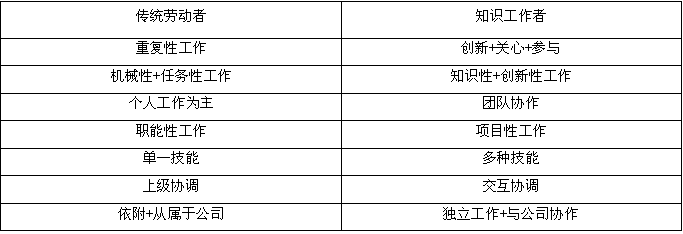 传统劳动者 知识工作者
重复性工作 创新+关心+参与
机械性+任务性工作 知识性+创新性工作
个人工作为主 团队协作
职能性工作 项目性工作
单一技能 多种技能
上级协调 交互协调
依附+从属于公司 独立工作+与公司协作